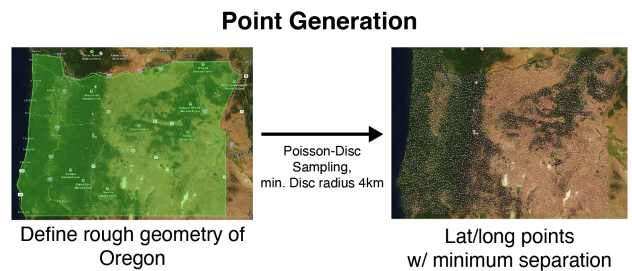 Point Generation
Poisson-Disc
Sampling,
min. Disc radius 4km
Define rough geometry of
Oregon
Lat/long points
w/ minimum separation